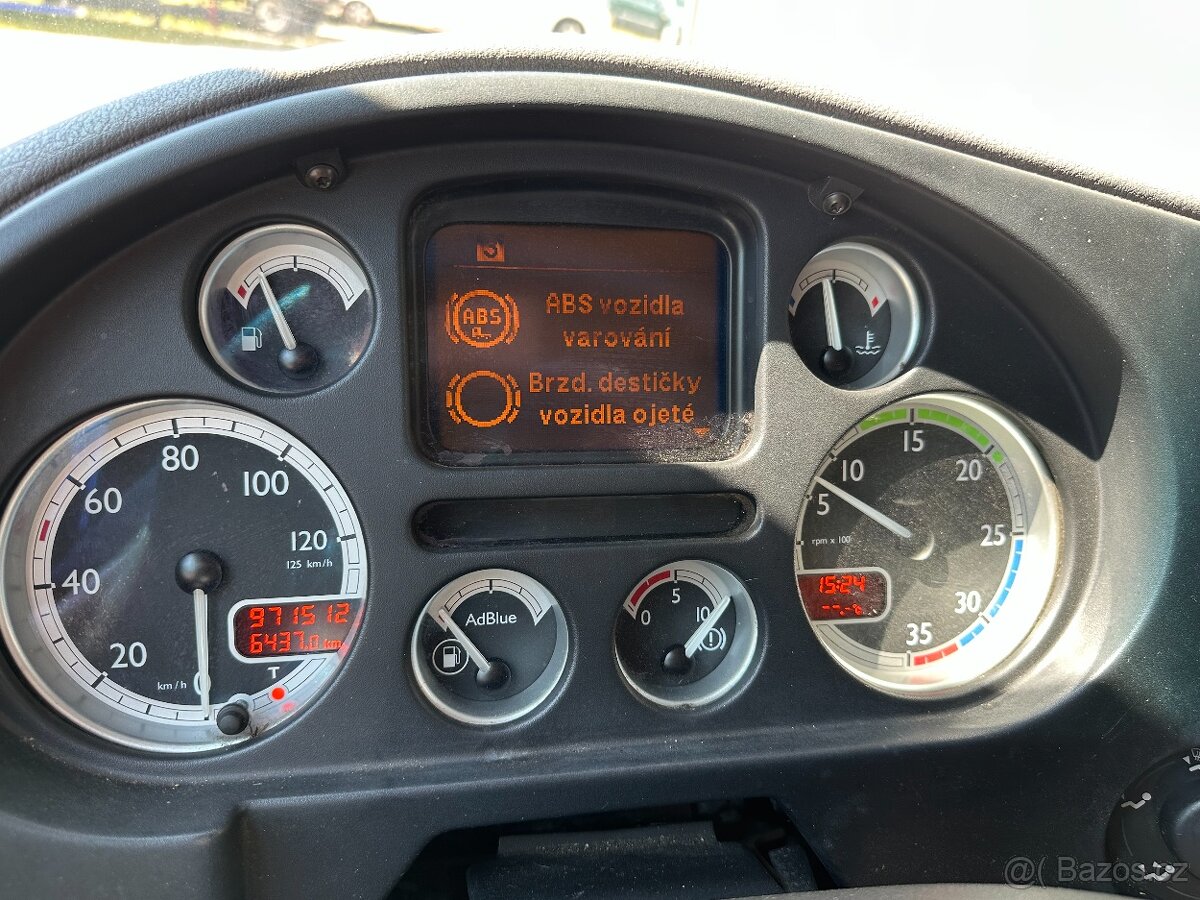 ABS
ABS vozidla
varování
Brzd. destičky
vozidla ojeté
0
20
40
60
80
100
120
125 km/h
km/h
971512
6437.0 km
T
AdBlue
0
5
10
5
10
15
20
25
30
35
rpm x 100
15:24
--.-°C
@( Bazos.cz